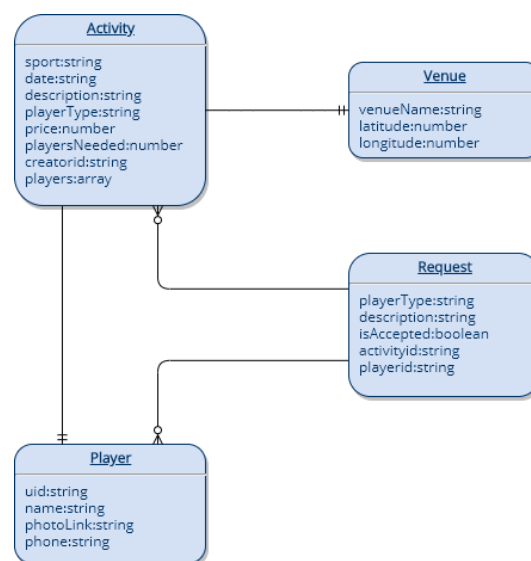 Activity
sport:string
date:string
description:string
playerType:string
price:number
playersNeeded:number
creatorid:string
players:array
Venue
venueName:string
latitude:number
longitude:number
Request
playerType:string
description:string
isAccepted:boolean
activityid:string
playerid:string
Player
uid:string
name:string
photoLink:string
phone:string